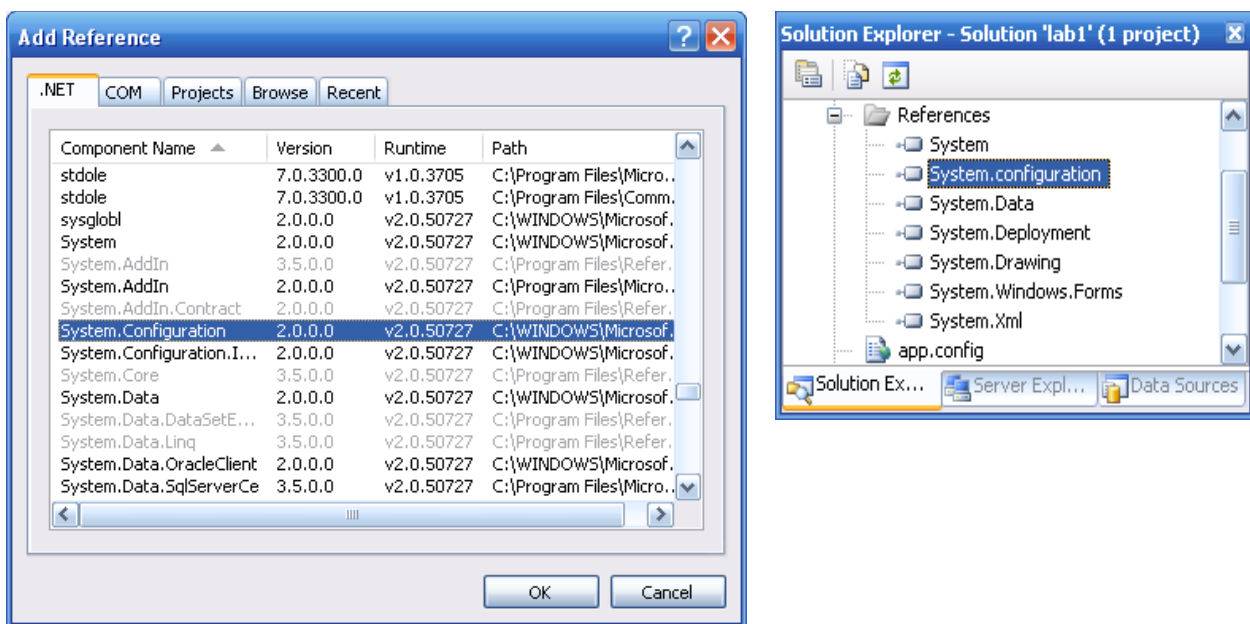 Add Reference
.NET COM Projects Browse Recent
Component Name Version Runtime Path
stdole 7.0.3300.0 v1.0.3705 C:\Program Files\Micro..
stdole 7.0.3300.0 v1.0.3705 C:\Program Files\Comm.
sysglobl 2.0.0.0 v2.0.50727 C:\WINDOWS\Microsof.
System 2.0.0.0 v2.0.50727 C:\WINDOWS\Microsof.
System.AddIn 3.5.0.0 v2.0.50727 C:\Program Files\Refer.
System.AddIn 2.0.0.0 v2.0.50727 C:\Program Files\Micro..
System.AddIn.Contract 2.0.0.0 v2.0.50727 C:\Program Files\Refer.
System.Configuration 2.0.0.0 v2.0.50727 C:\WINDOWS\Microsof.
System.Configuration.I... 2.0.0.0 v2.0.50727 C:\WINDOWS\Microsof.
System.Core 3.5.0.0 v2.0.50727 C:\Program Files\Refer.
System.Data 2.0.0.0 v2.0.50727 C:\WINDOWS\Microsof.
System.Data.DataSetE... 3.5.0.0 v2.0.50727 C:\Program Files\Refer.
System.Data.Linq 3.5.0.0 v2.0.50727 C:\Program Files\Refer.
System.Data.OracleClient 2.0.0.0 v2.0.50727 C:\WINDOWS\Microsof.
System.Data.SqlServerCe 3.5.0.0 v2.0.50727 C:\Program Files\Micro..
OK Cancel
Solution Explorer - Solution 'lab1' (1 project)
References
System
System.configuration
System.Data
System.Deployment
System.Drawing
System.Windows.Forms
System.Xml
app.config
Solution Ex... Server Expl... Data Sources